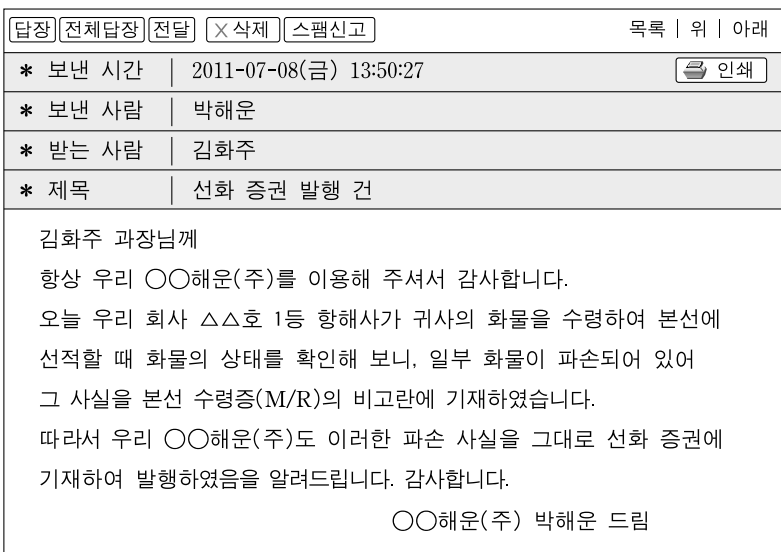 답장 전체답장 전달 X 삭제 스팸신고 목록 | 위 | 아래
* 보낸 시간 | 2011-07-08(금) 13:50:27 인쇄
* 보낸 사람 | 박해운
* 받는 사람 | 김화주
* 제목 | 선화 증권 발행 건
김화주 과장님께
항상 우리 ○○해운(주)를 이용해 주셔서 감사합니다.
오늘 우리 회사 △△호 1등 항해사가 귀사의 화물을 수령하여 본선에
선적할 때 화물의 상태를 확인해 보니, 일부 화물이 파손되어 있어
그 사실을 본선 수령증(M/R)의 비고란에 기재하였습니다.
따라서 우리 ○○해운(주)도 이러한 파손 사실을 그대로 선화 증권에
기재하여 발행하였음을 알려드립니다. 감사합니다.
○○해운(주) 박해운 드림